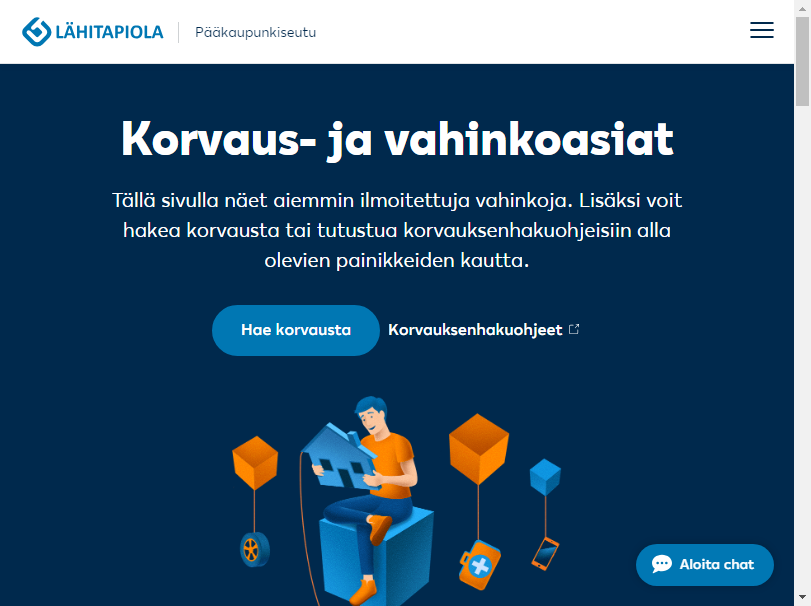 LÄHITAPIOLA
Pääkaupunkiseutu
Korvaus- ja vahinkoasiat
Tällä sivulla näet aiemmin ilmoitettuja vahinkoja. Lisäksi voit
hakea korvausta tai tutustua korvauksenhakuohjeisiin alla
olevien painikkeiden kautta.
Hae korvausta
Korvauksenhakuohjeet
Aloita chat